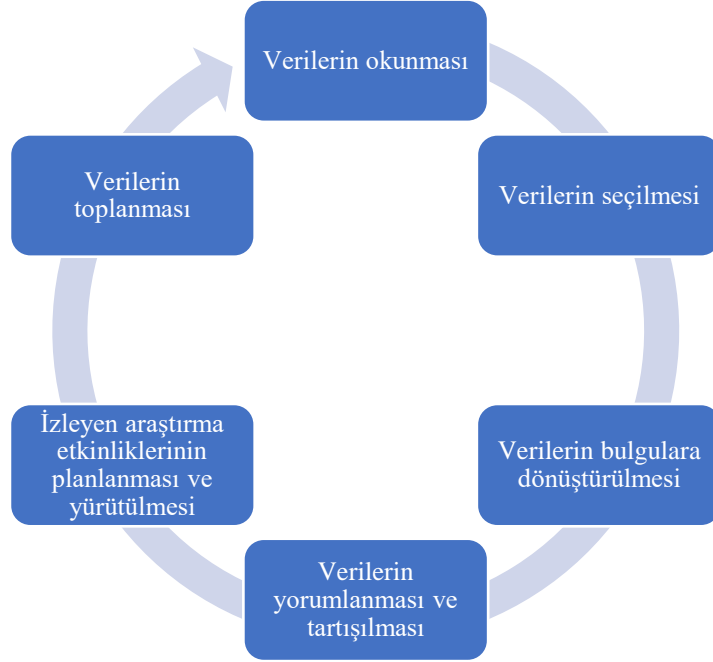 Verilerin okunması
Verilerin seçilmesi
Verilerin bulgulara
dönüştürülmesi
Verilerin
yorumlanması ve
tartışılması
İzleyen araştırma
etkinliklerinin
planlanması ve
yürütülmesi
Verilerin
toplanması